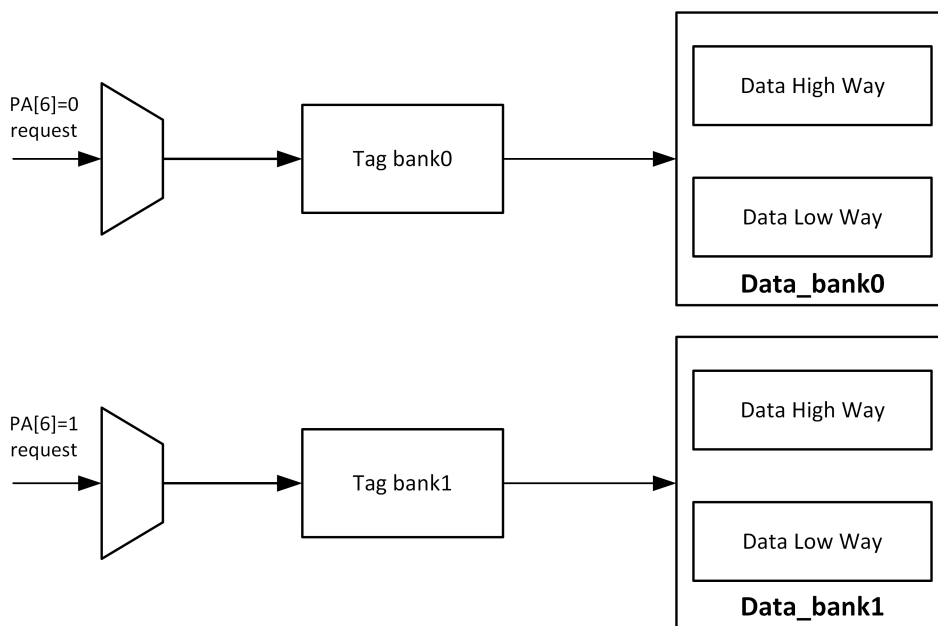 PA[6]=0
request
Tag bank0
Data High Way
Data Low Way
Data_bank0
PA[6]=1
request
Tag bank1
Data High Way
Data Low Way
Data_bank1